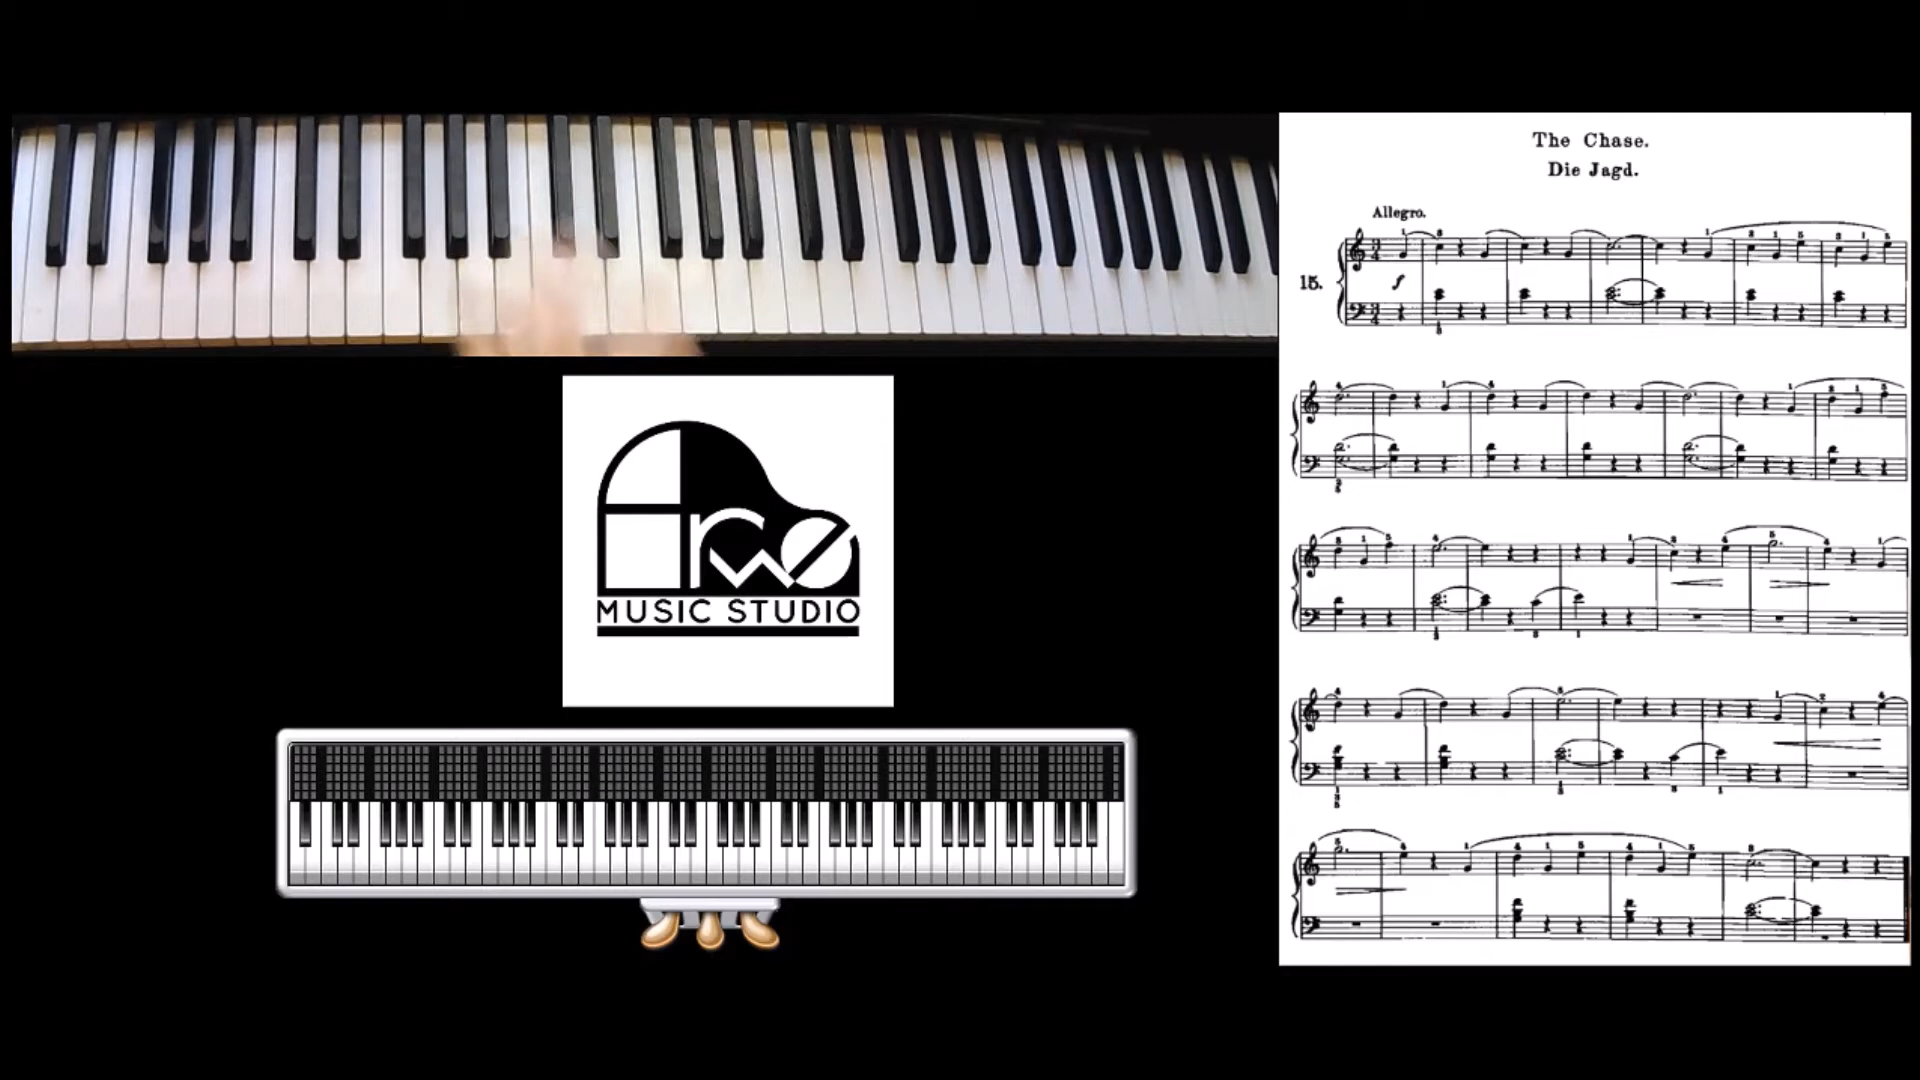 The Chase.
Die Jagd.
Allegro.
15.
f
MUSIC STUDIO